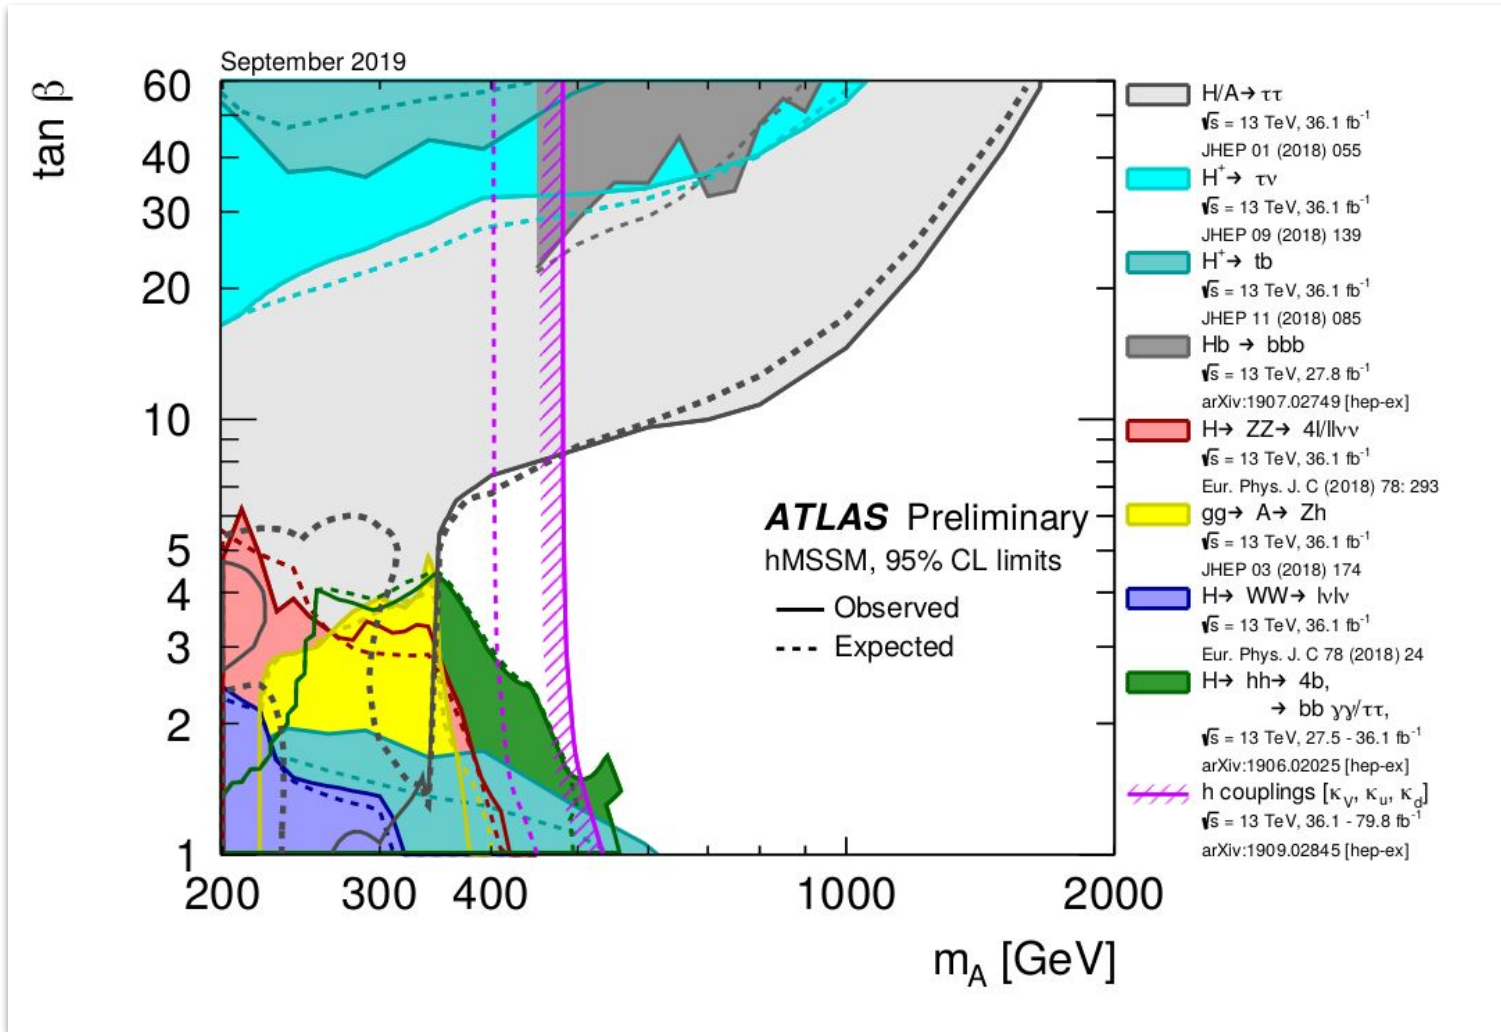 September 2019
tan β
60
40
30
20
10
5
4
3
2
1
200
300
400
1000
2000
m_A [GeV]
ATLAS Preliminary
hMSSM, 95% CL limits
Observed
Expected
H/A→ ττ
√s = 13 TeV, 36.1 fb⁻¹
JHEP 01 (2018) 055
H⁺→ τν
√s = 13 TeV, 36.1 fb⁻¹
JHEP 09 (2018) 139
H⁺→ tb
√s = 13 TeV, 36.1 fb⁻¹
JHEP 11 (2018) 085
Hb → bbb
√s = 13 TeV, 27.8 fb⁻¹
arXiv:1907.02749 [hep-ex]
H→ ZZ→ 4l/llνν
√s = 13 TeV, 36.1 fb⁻¹
Eur. Phys. J. C (2018) 78: 293
gg→ A→ Zh
√s = 13 TeV, 36.1 fb⁻¹
JHEP 03 (2018) 174
H→ WW→ lνlν
√s = 13 TeV, 36.1 fb⁻¹
Eur. Phys. J. C 78 (2018) 24
H→ hh→ 4b,
→ bb γγ/ττ,
√s = 13 TeV, 27.5 - 36.1 fb⁻¹
arXiv:1906.02025 [hep-ex]
h couplings [κ_V, κ_u, κ_d]
√s = 13 TeV, 36.1 - 79.8 fb⁻¹
arXiv:1909.02845 [hep-ex]